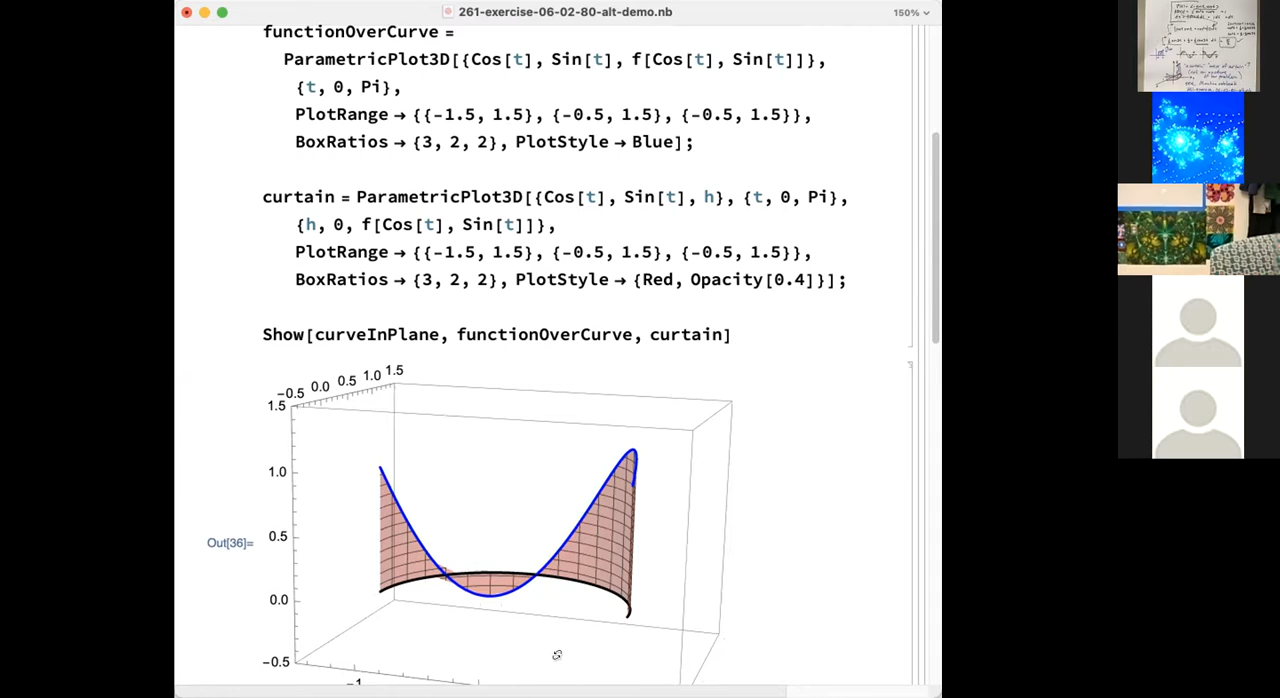 261-exercise-06-02-80-alt-demo.nb
150%
functionOverCurve =
ParametricPlot3D[{Cos[t], Sin[t], f[Cos[t], Sin[t]]},
{t, 0, Pi},
PlotRange → {{-1.5, 1.5}, {-0.5, 1.5}, {-0.5, 1.5}},
BoxRatios → {3, 2, 2}, PlotStyle → Blue];
curtain = ParametricPlot3D[{Cos[t], Sin[t], h}, {t, 0, Pi},
{h, 0, f[Cos[t], Sin[t]]},
PlotRange → {{-1.5, 1.5}, {-0.5, 1.5}, {-0.5, 1.5}},
BoxRatios → {3, 2, 2}, PlotStyle → {Red, Opacity[0.4]}];
Show[curveInPlane, functionOverCurve, curtain]
-0.5 0.0 0.5 1.0 1.5
1.5
1.0
0.5
Out[36]=
0.0
-0.5
-1